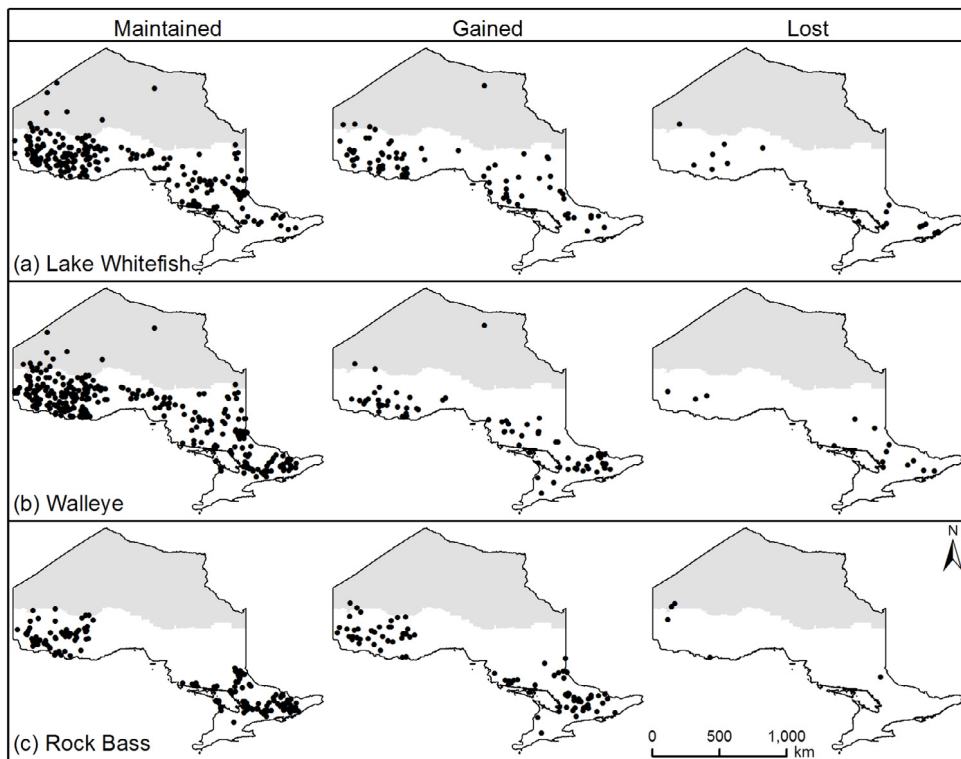 Maintained Gained Lost
(a) Lake Whitefish
(b) Walleye
N
(c) Rock Bass
0 500 1,000
km